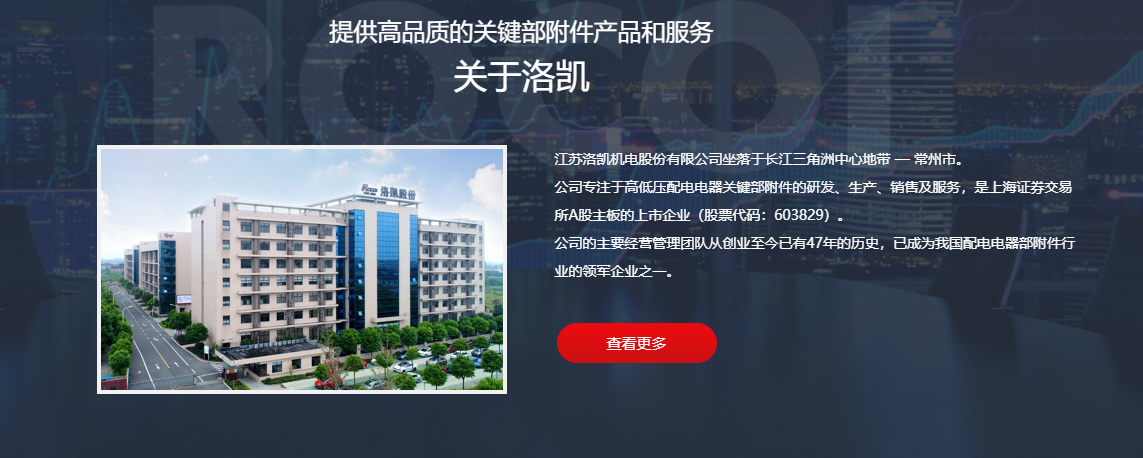 ROCOI
提供高品质的关键部附件产品和服务
关于洛凯
洛凯股份
江苏洛凯机电股份有限公司坐落于长江三角洲中心地带 — 常州市。
公司专注于高低压配电电器关键部附件的研发、生产、销售及服务，是上海证券交易
所A股主板的上市企业（股票代码：603829）。
公司的主要经营管理团队从创业至今已有47年的历史，已成为我国配电电器部附件行
业的领军企业之一。
查看更多